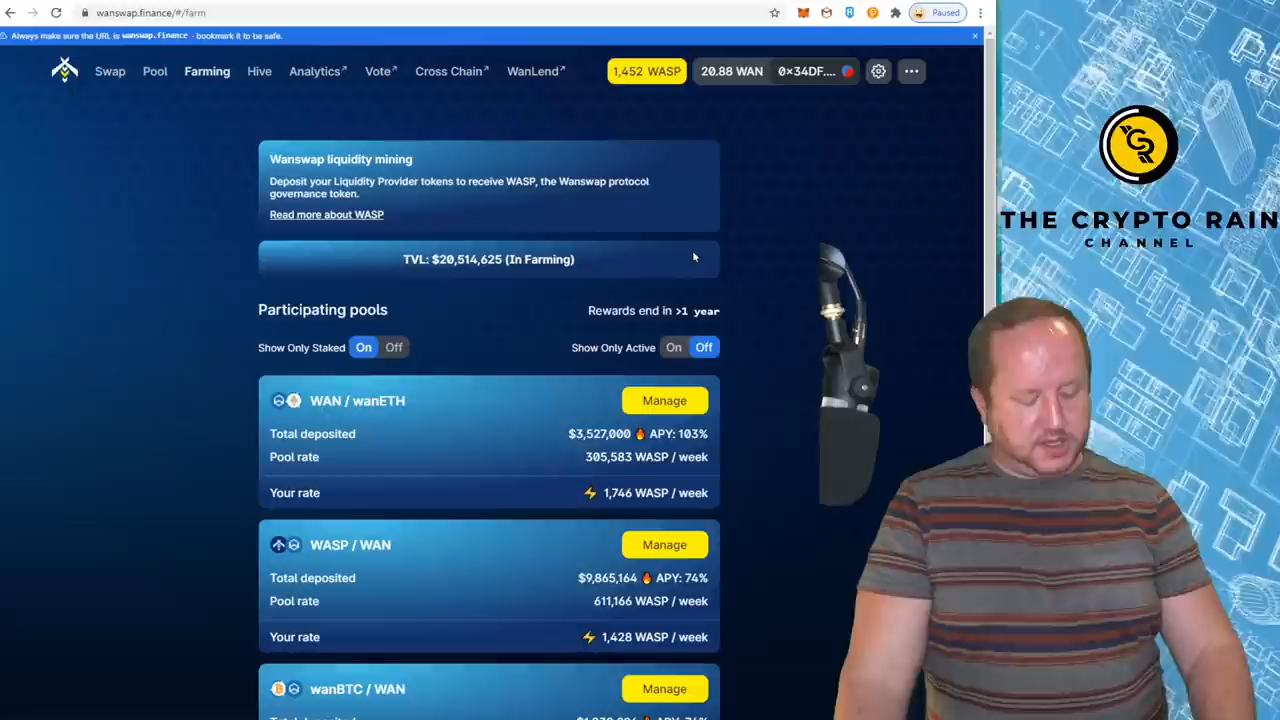 wanswap.finance/#/farm
Paused
Always make sure the URL is wanswap.finance - bookmark it to be safe.
Swap Pool Farming Hive Analytics Vote Cross Chain WanLend 1,452 WASP 20.88 WAN 0×34DF....
Wanswap liquidity mining
Deposit your Liquidity Provider tokens to receive WASP, the Wanswap protocol
governance token.
Read more about WASP
TVL: $20,514,625 (In Farming)
Participating pools Rewards end in >1 year
Show Only Staked On Off Show Only Active On Off
WAN / wanETH Manage
Total deposited $3,527,000 APY: 103%
Pool rate 305,583 WASP / week
Your rate 1,746 WASP / week
WASP / WAN Manage
Total deposited $9,865,164 APY: 74%
Pool rate 611,166 WASP / week
Your rate 1,428 WASP / week
wanBTC / WAN Manage
Total deposited
CR
THE CRYPTO RAIN
CHANNEL